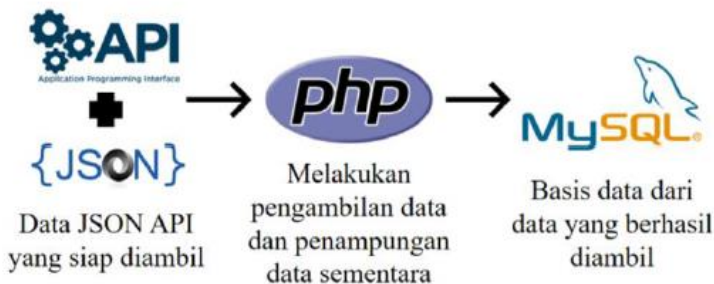 API
Application Programming Interface
{JSON}
Data JSON API
yang siap diambil
php
Melakukan
pengambilan data
dan penampungan
data sementara
MySQL®
Basis data dari
data yang berhasil
diambil